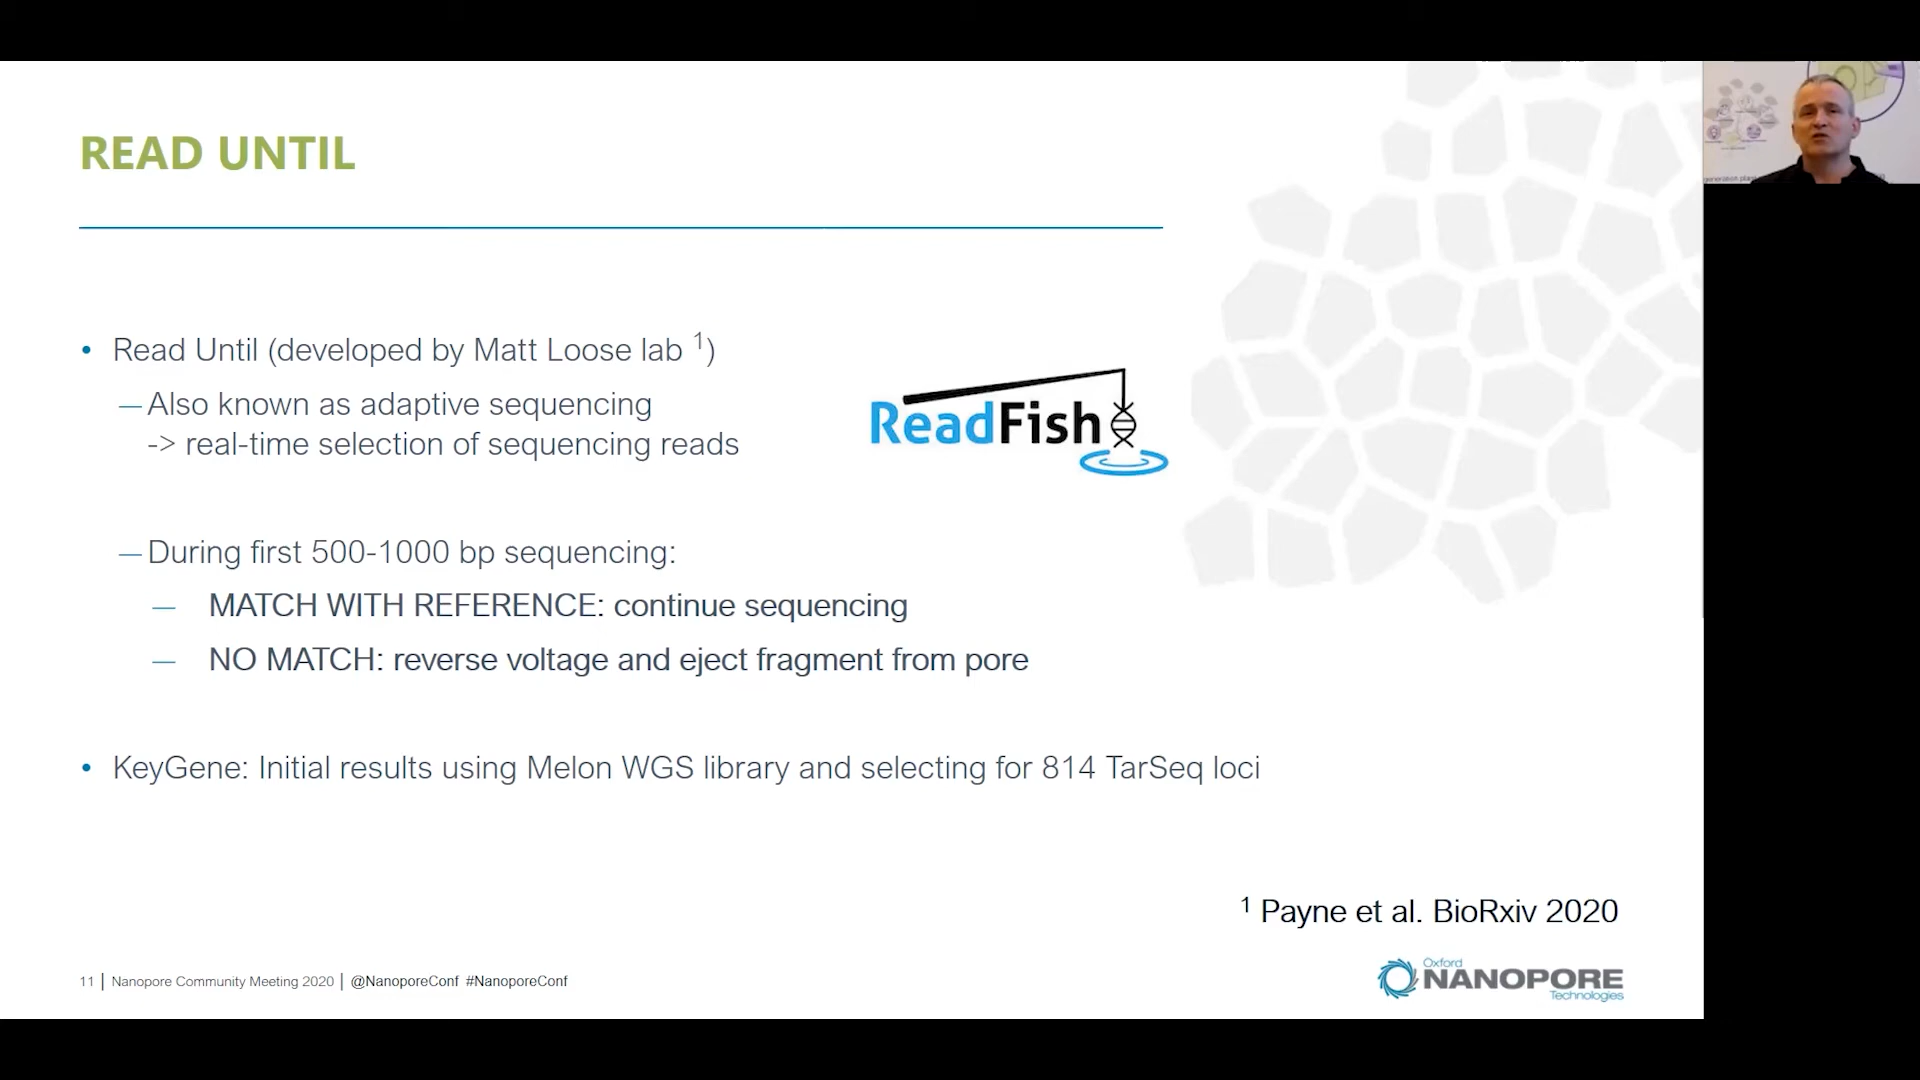 READ UNTIL
• Read Until (developed by Matt Loose lab ¹)
— Also known as adaptive sequencing
-> real-time selection of sequencing reads
ReadFish
— During first 500-1000 bp sequencing:
— MATCH WITH REFERENCE: continue sequencing
— NO MATCH: reverse voltage and eject fragment from pore
• KeyGene: Initial results using Melon WGS library and selecting for 814 TarSeq loci
¹ Payne et al. BioRxiv 2020
11 | Nanopore Community Meeting 2020 | @NanoporeConf #NanoporeConf
Oxford
NANOPORE
Technologies